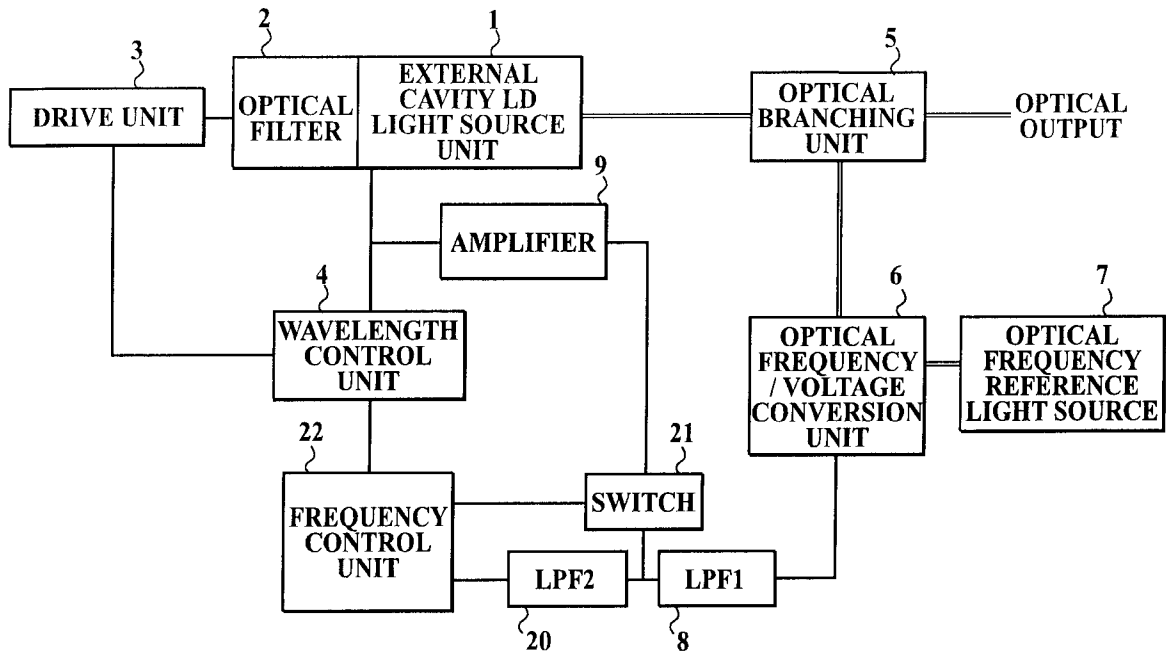 2
1
3
5
DRIVE UNIT
OPTICAL
FILTER
EXTERNAL
CAVITY LD
LIGHT SOURCE
UNIT
OPTICAL
BRANCHING
UNIT
OPTICAL
OUTPUT
9
AMPLIFIER
4
WAVELENGTH
CONTROL
UNIT
6
7
OPTICAL
FREQUENCY
/ VOLTAGE
CONVERSION
UNIT
OPTICAL
FREQUENCY
REFERENCE
LIGHT SOURCE
22
21
FREQUENCY
CONTROL
UNIT
SWITCH
LPF2
LPF1
20
8